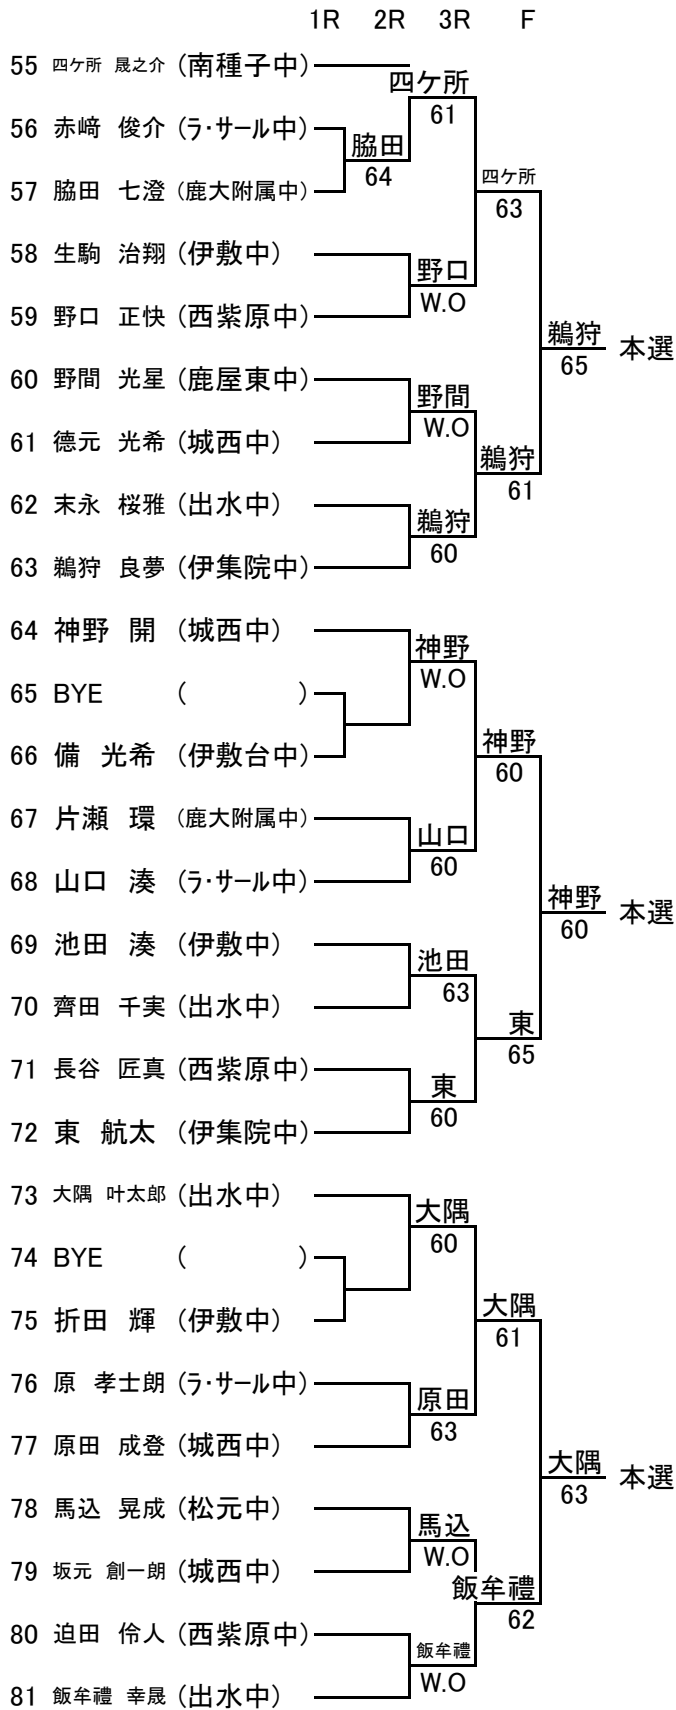 1R 2R 3R F
55 四ケ所 晟之介 (南種子中)
四ケ所
61
56 赤﨑 俊介 (ラ・サール中)
脇田
64
57 脇田 七澄 (鹿大附属中)
四ケ所
63
58 生駒 治翔 (伊敷中)
野口
W.O
59 野口 正快 (西紫原中)
鵜狩 本選
65
60 野間 光星 (鹿屋東中)
野間
W.O
61 德元 光希 (城西中)
鵜狩
61
62 末永 桜雅 (出水中)
鵜狩
60
63 鵜狩 良夢 (伊集院中)
64 神野 開 (城西中)
神野
W.O
65 BYE ( )
66 備 光希 (伊敷台中)
神野
60
67 片瀬 環 (鹿大附属中)
山口
60
68 山口 湊 (ラ・サール中)
神野 本選
60
69 池田 湊 (伊敷中)
池田
63
70 齊田 千実 (出水中)
東
65
71 長谷 匠真 (西紫原中)
東
60
72 東 航太 (伊集院中)
73 大隅 叶太郎 (出水中)
大隅
60
74 BYE ( )
75 折田 輝 (伊敷中)
大隅
61
76 原 孝士朗 (ラ・サール中)
原田
63
77 原田 成登 (城西中)
大隅 本選
63
78 馬込 晃成 (松元中)
馬込
W.O
79 坂元 創一朗 (城西中)
飯牟禮
62
80 迫田 伶人 (西紫原中)
飯牟禮
W.O
81 飯牟禮 幸晟 (出水中)